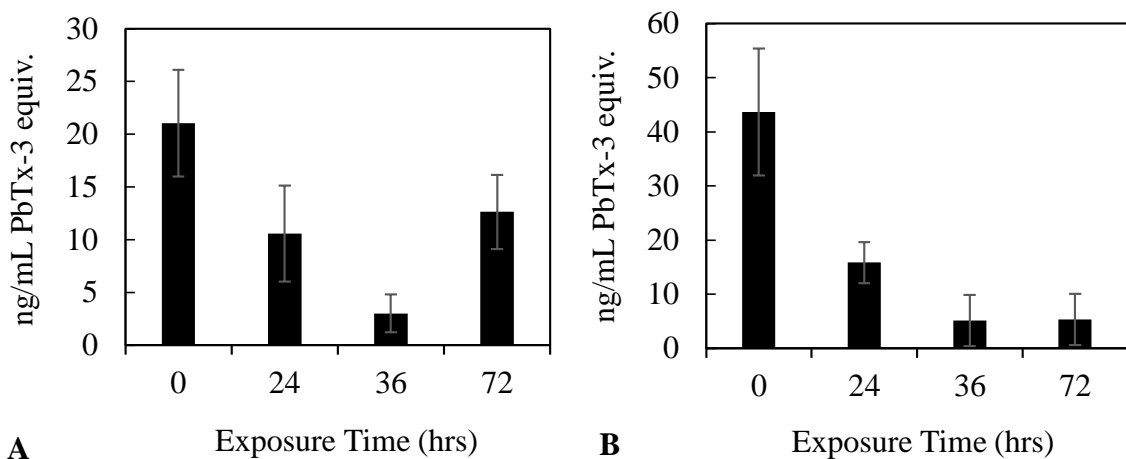 ng/mL PbTx-3 equiv.
30
25
20
15
10
5
0
0 24 36 72
Exposure Time (hrs)
A
ng/mL PbTx-3 equiv.
60
50
40
30
20
10
0
0 24 36 72
Exposure Time (hrs)
B